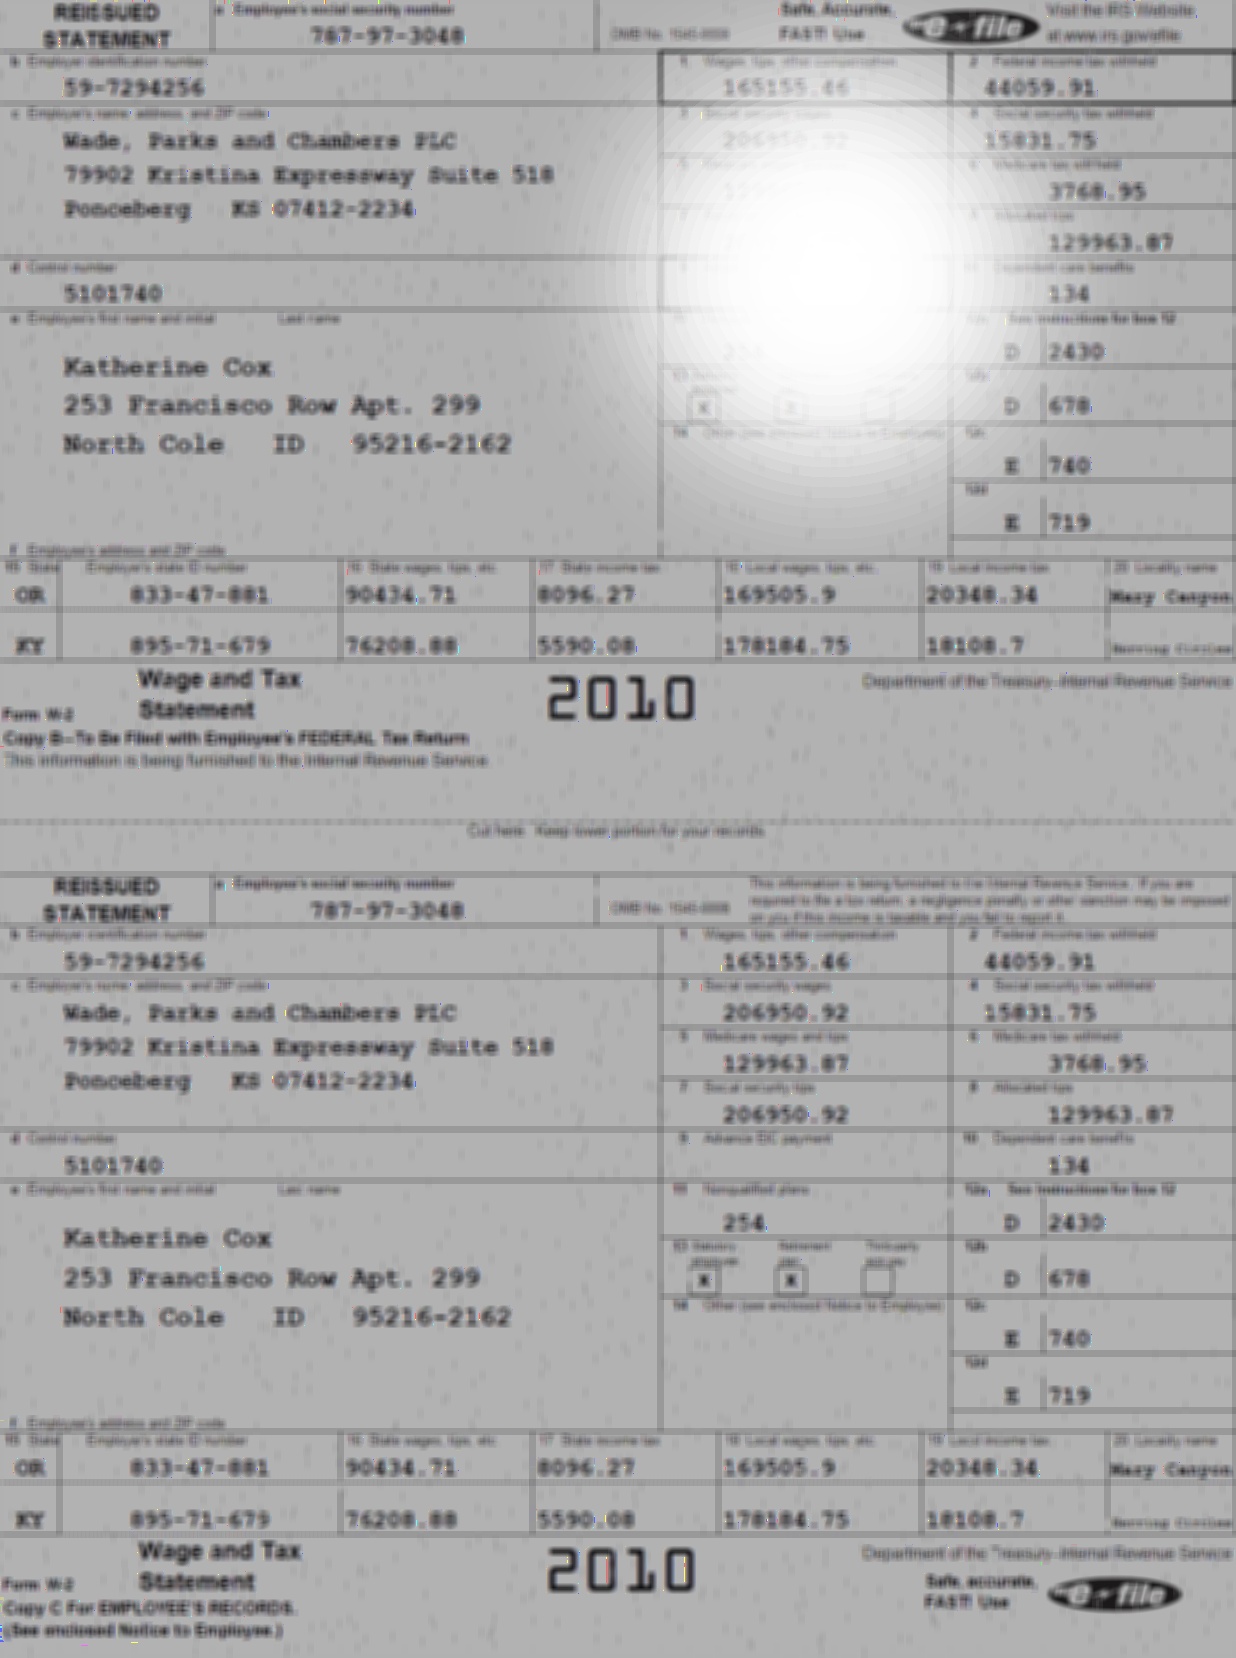 REISSUED STATEMENT
a Employee's social security number
787-97-3048
OMB No. 1545-0008
Safe, Accurate, FAST! Use
e file
Visit the IRS Website at www.irs.gov/efile
b Employer identification number
59-7294256
1 Wages, tips, other compensation
165155.46
2 Federal income tax withheld
44059.91
c Employer's name, address, and ZIP code
Wade, Parks and Chambers PLC
79902 Kristina Expressway Suite 518
Ponceberg KS 07412-2234
3 Social security wages
206950.92
4 Social security tax withheld
15831.75
6 Medicare tax withheld
3768.95
8 Allocated tips
129963.87
d Control number
5101740
Dependent care benefits
134
e Employee's first name and initial Last name
See instructions for box 12
254
D 2430
Katherine Cox
253 Francisco Row Apt. 299
North Cole ID 95216-2162
X X
12b
D 678
14 Other (see enclosed Notice to Employee)
12c
E 740
12d
E 719
f Employee's address and ZIP code
15 State Employer's state ID number 16 State wages, tips, etc. 17 State income tax 18 Local wages, tips, etc. 19 Local income tax 20 Locality name
OR 833-47-881 90434.71 8096.27 169505.9 20348.34 Mary Canyon
KY 895-71-679 76208.88 5590.08 178184.75 18108.7
Form W-2 Wage and Tax Statement 2010 Department of the Treasury-Internal Revenue Service
Copy B-To Be Filed with Employee's FEDERAL Tax Return
This information is being furnished to the Internal Revenue Service.
Cut here. Keep lower portion for your records.
REISSUED STATEMENT
a Employee's social security number
787-97-3048
OMB No. 1545-0008
This information is being furnished to the Internal Revenue Service. If you are
required to file a tax return, a negligence penalty or other sanction may be imposed
on you if this income is taxable and you fail to report it.
b Employer identification number
59-7294256
1 Wages, tips, other compensation
165155.46
2 Federal income tax withheld
44059.91
c Employer's name, address, and ZIP code
Wade, Parks and Chambers PLC
79902 Kristina Expressway Suite 518
Ponceberg KS 07412-2234
3 Social security wages
206950.92
4 Social security tax withheld
15831.75
5 Medicare wages and tips
129963.87
6 Medicare tax withheld
3768.95
7 Social security tips
206950.92
8 Allocated tips
129963.87
d Control number
5101740
9 Advance EIC payment
10 Dependent care benefits
134
e Employee's first name and initial Last name
11 Nonqualified plans
254
12a See instructions for box 12
D 2430
Katherine Cox
253 Francisco Row Apt. 299
North Cole ID 95216-2162
13 Statutory employee Retirement plan Third-party sick pay
X X
12b
D 678
14 Other (see enclosed Notice to Employee)
12c
E 740
12d
E 719
f Employee's address and ZIP code
15 State Employer's state ID number 16 State wages, tips, etc. 17 State income tax 18 Local wages, tips, etc. 19 Local income tax 20 Locality name
OR 833-47-881 90434.71 8096.27 169505.9 20348.34 Mary Canyon
KY 895-71-679 76208.88 5590.08 178184.75 18108.7
Form W-2 Wage and Tax Statement 2010 Department of the Treasury-Internal Revenue Service
Copy C For EMPLOYEE'S RECORDS.
(See enclosed Notice to Employee.)
Safe, accurate, FAST! Use
e file